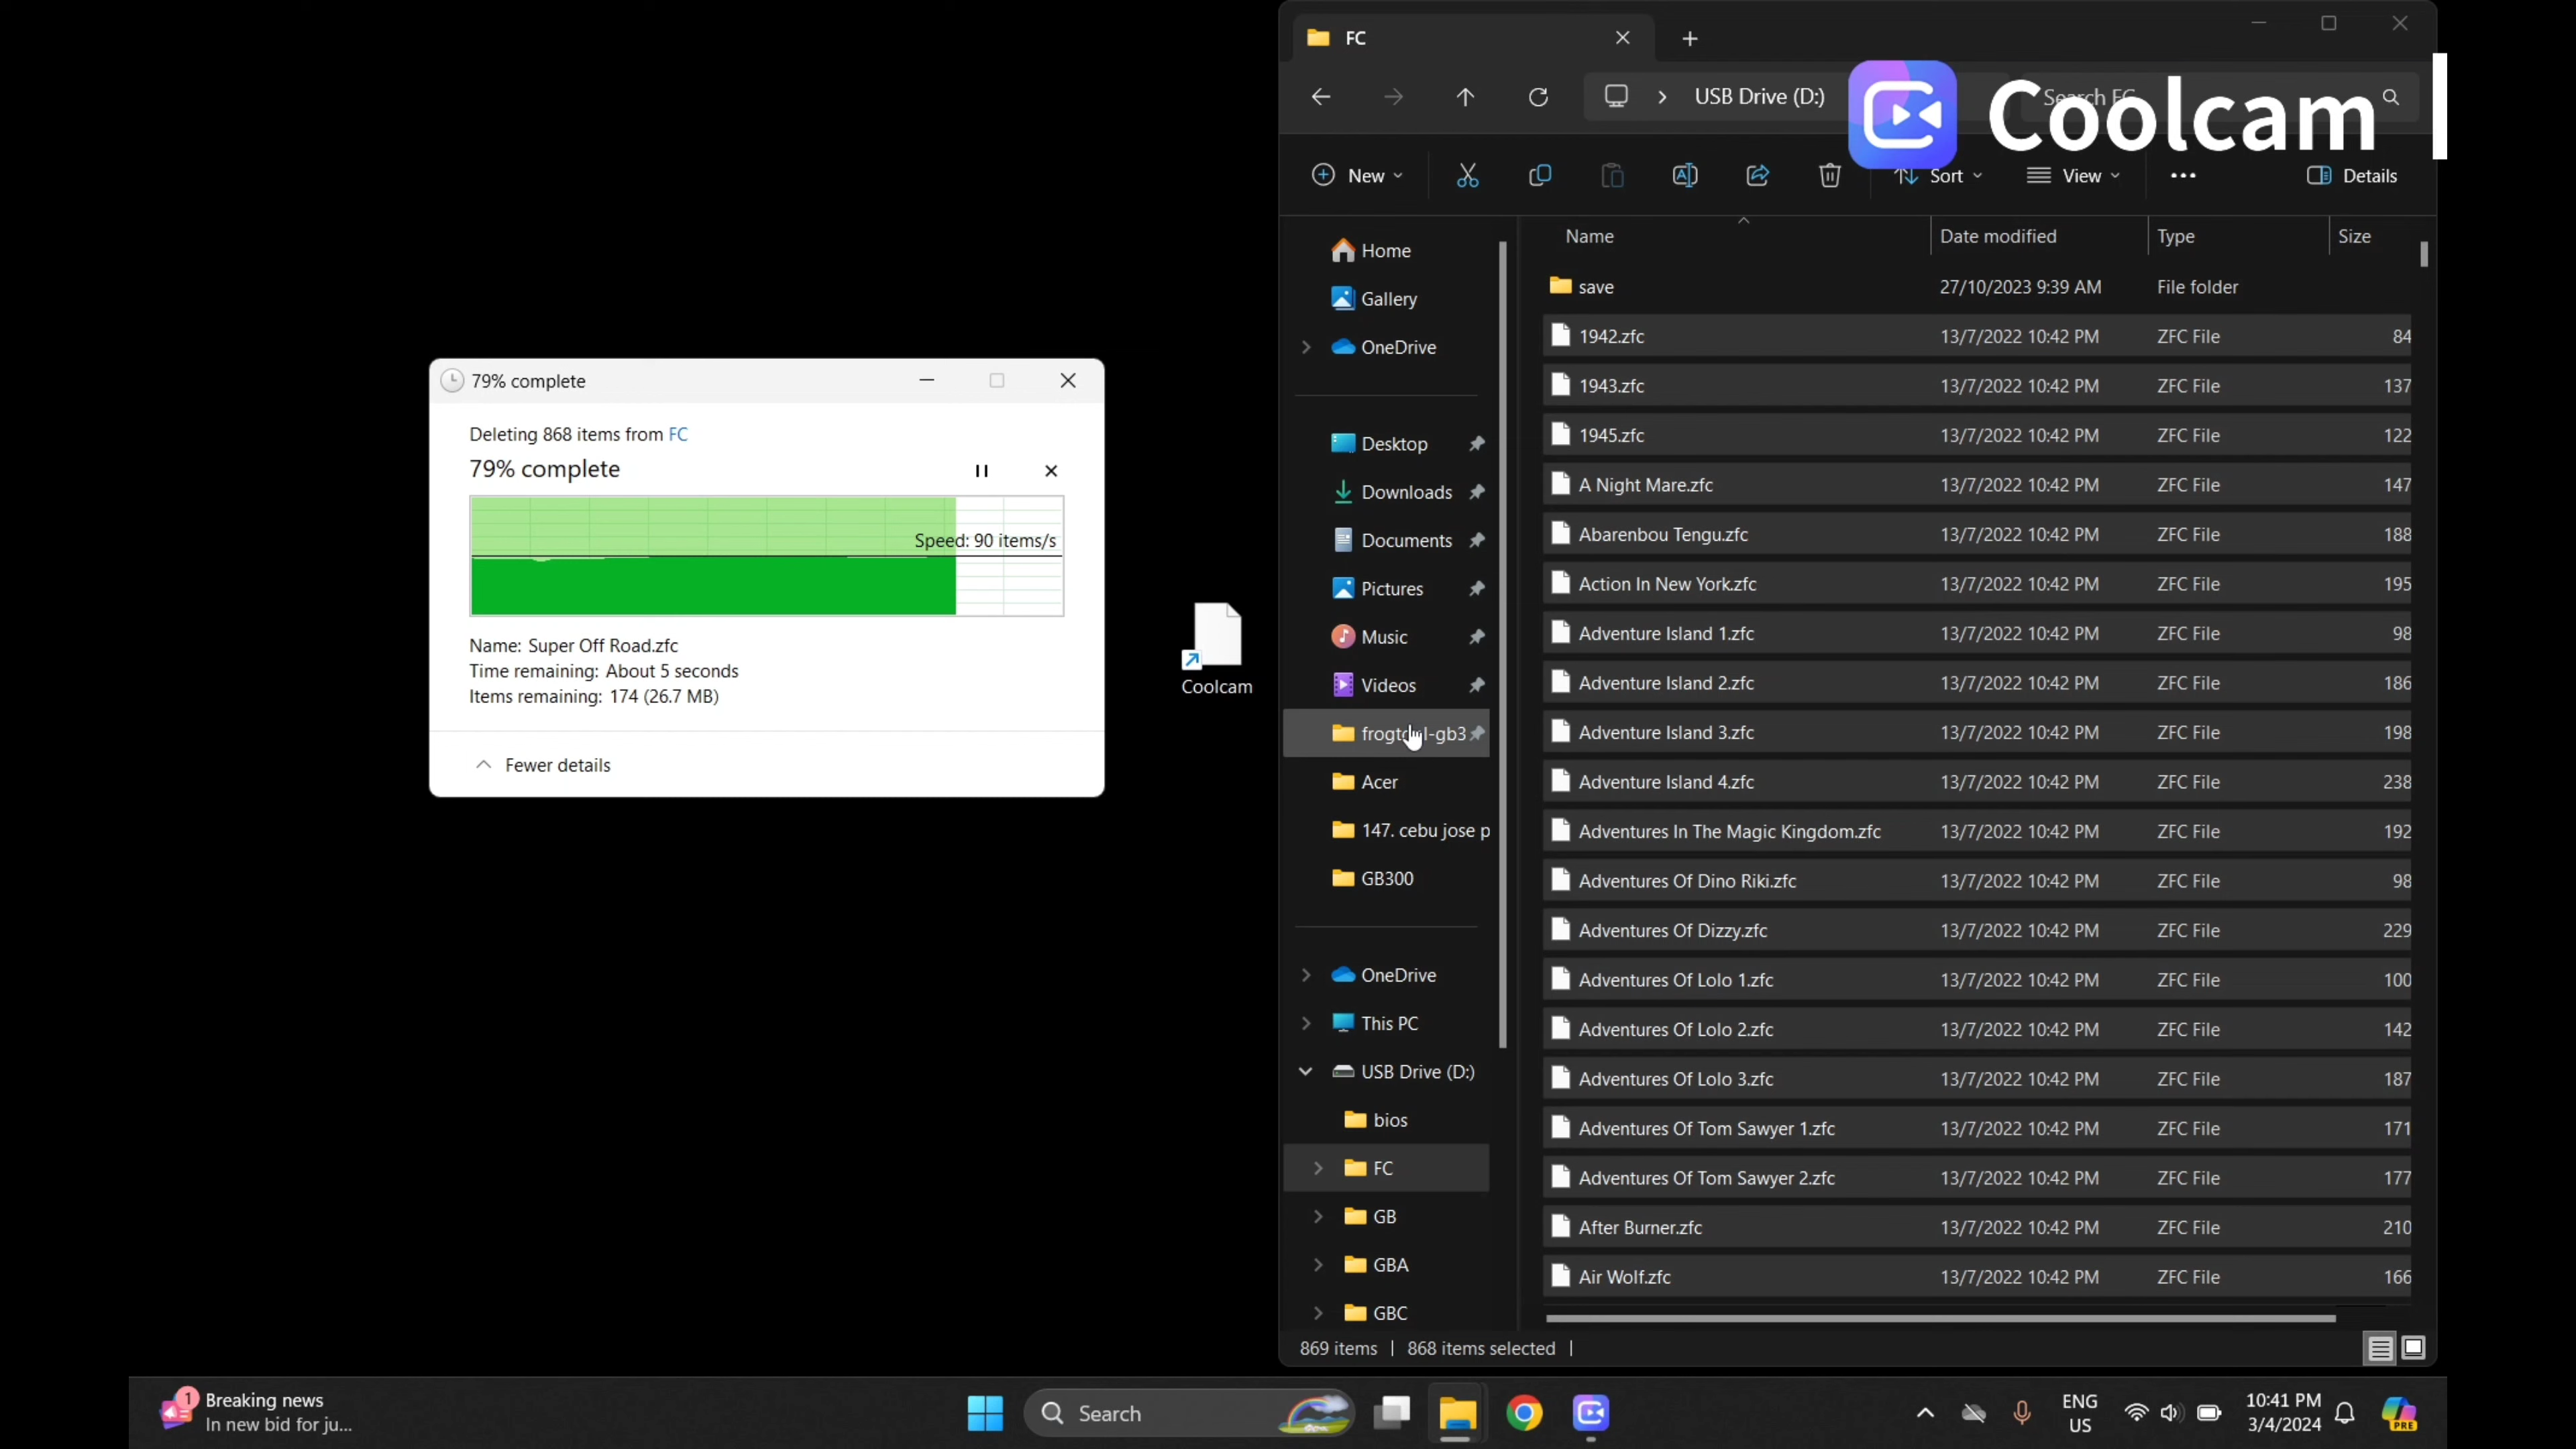 79% complete
Deleting 868 items from FC
79% complete
Speed: 90 items/s
Name: Super Off Road.zfc
Time remaining: About 5 seconds
Items remaining: 174 (26.7 MB)
Fewer details
Coolcam
FC
USB Drive (D:)
Search FC
Coolcam
New
Sort
View
Details
Home
Gallery
OneDrive
Desktop
Downloads
Documents
Pictures
Music
Videos
-gb3
Acer
147. cebu jose p
GB300
OneDrive
This PC
USB Drive (D:)
bios
FC
GB
GBA
GBC
Name Date modified Type Size
save 27/10/2023 9:39 AM File folder
1942.zfc 13/7/2022 10:42 PM ZFC File 84
1943.zfc 13/7/2022 10:42 PM ZFC File 137
1945.zfc 13/7/2022 10:42 PM ZFC File 122
A Night Mare.zfc 13/7/2022 10:42 PM ZFC File 147
Abarenbou Tengu.zfc 13/7/2022 10:42 PM ZFC File 188
Action In New York.zfc 13/7/2022 10:42 PM ZFC File 195
Adventure Island 1.zfc 13/7/2022 10:42 PM ZFC File 98
Adventure Island 2.zfc 13/7/2022 10:42 PM ZFC File 186
Adventure Island 3.zfc 13/7/2022 10:42 PM ZFC File 198
Adventure Island 4.zfc 13/7/2022 10:42 PM ZFC File 238
Adventures In The Magic Kingdom.zfc 13/7/2022 10:42 PM ZFC File 192
Adventures Of Dino Riki.zfc 13/7/2022 10:42 PM ZFC File 98
Adventures Of Dizzy.zfc 13/7/2022 10:42 PM ZFC File 229
Adventures Of Lolo 1.zfc 13/7/2022 10:42 PM ZFC File 100
Adventures Of Lolo 2.zfc 13/7/2022 10:42 PM ZFC File 142
Adventures Of Lolo 3.zfc 13/7/2022 10:42 PM ZFC File 187
Adventures Of Tom Sawyer 1.zfc 13/7/2022 10:42 PM ZFC File 171
Adventures Of Tom Sawyer 2.zfc 13/7/2022 10:42 PM ZFC File 177
After Burner.zfc 13/7/2022 10:42 PM ZFC File 210
Air Wolf.zfc 13/7/2022 10:42 PM ZFC File 166
869 items 868 items selected
1
Breaking news
In new bid for ju...
Search
ENG
US
10:41 PM
3/4/2024
PRE